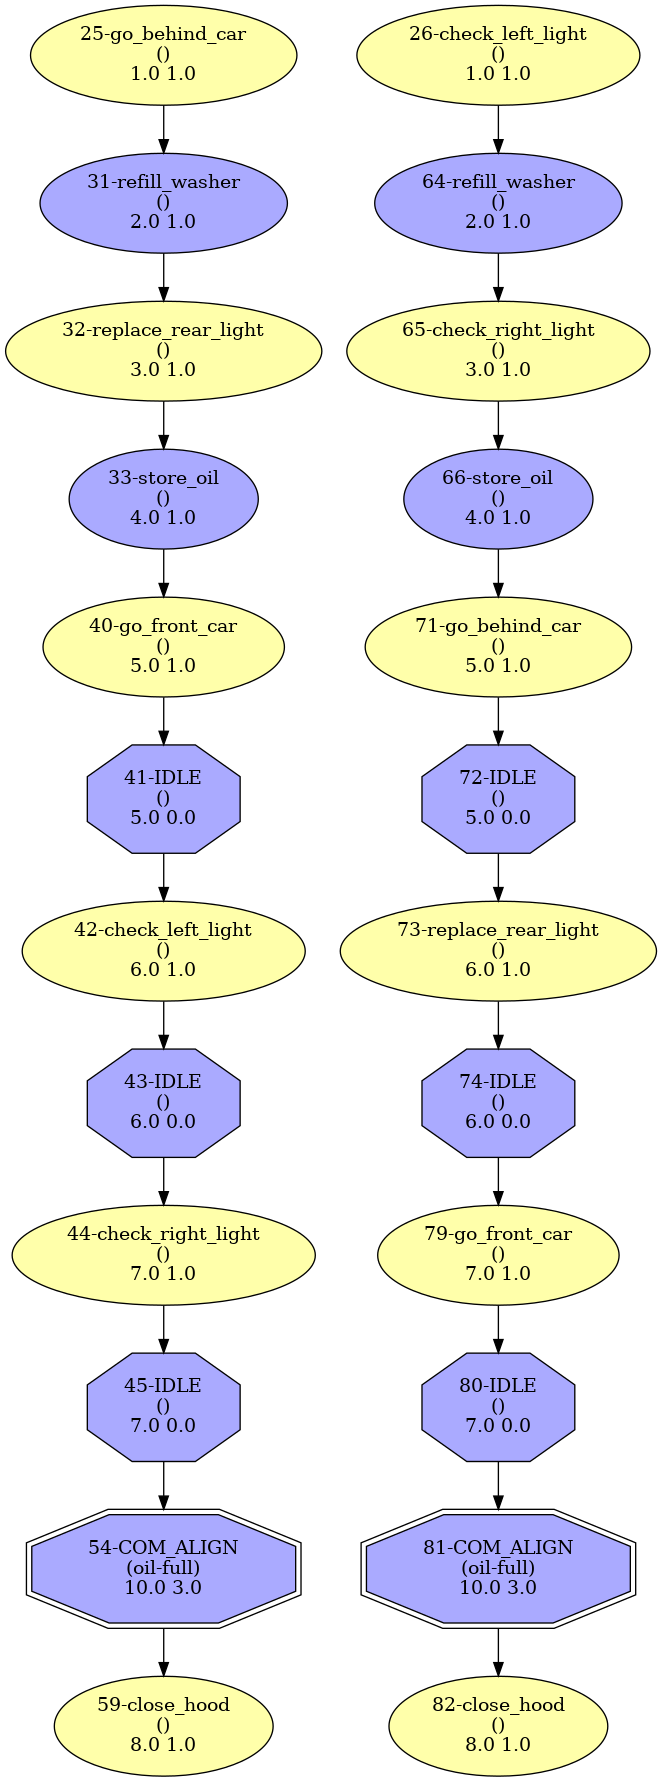 25-go_behind_car
()
1.0 1.0
31-refill_washer
()
2.0 1.0
32-replace_rear_light
()
3.0 1.0
33-store_oil
()
4.0 1.0
40-go_front_car
()
5.0 1.0
41-IDLE
()
5.0 0.0
42-check_left_light
()
6.0 1.0
43-IDLE
()
6.0 0.0
44-check_right_light
()
7.0 1.0
45-IDLE
()
7.0 0.0
54-COM_ALIGN
(oil-full)
10.0 3.0
59-close_hood
()
8.0 1.0
26-check_left_light
()
1.0 1.0
64-refill_washer
()
2.0 1.0
65-check_right_light
()
3.0 1.0
66-store_oil
()
4.0 1.0
71-go_behind_car
()
5.0 1.0
72-IDLE
()
5.0 0.0
73-replace_rear_light
()
6.0 1.0
74-IDLE
()
6.0 0.0
79-go_front_car
()
7.0 1.0
80-IDLE
()
7.0 0.0
81-COM_ALIGN
(oil-full)
10.0 3.0
82-close_hood
()
8.0 1.0